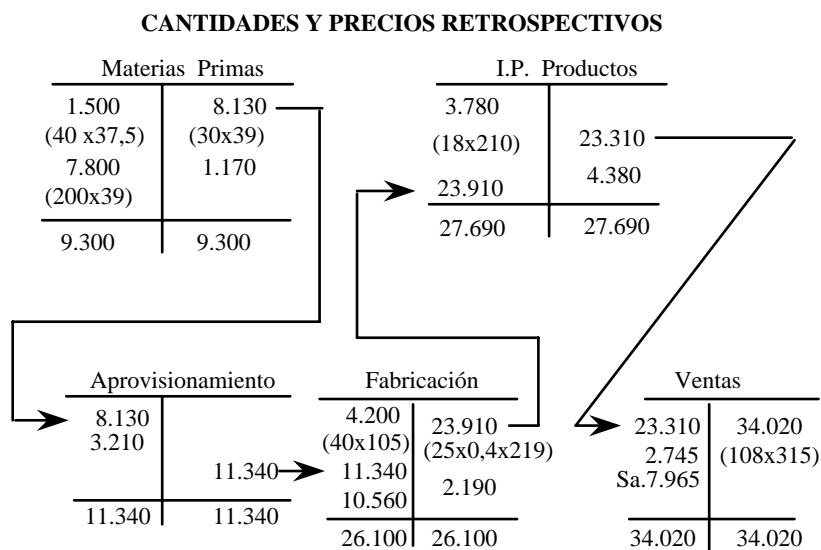 CANTIDADES Y PRECIOS RETROSPECTIVOS
Materias Primas
1.500 8.130
(40 x37,5) (30x39)
7.800 1.170
(200x39)
9.300 9.300
I.P. Productos
3.780
(18x210) 23.310
4.380
23.910
27.690 27.690
Aprovisionamiento
8.130
3.210
11.340
11.340 11.340
Fabricación
4.200 23.910
(40x105) (25x0,4x219)
11.340
2.190
10.560
26.100 26.100
Ventas
23.310 34.020
2.745 (108x315)
Sa.7.965
34.020 34.020